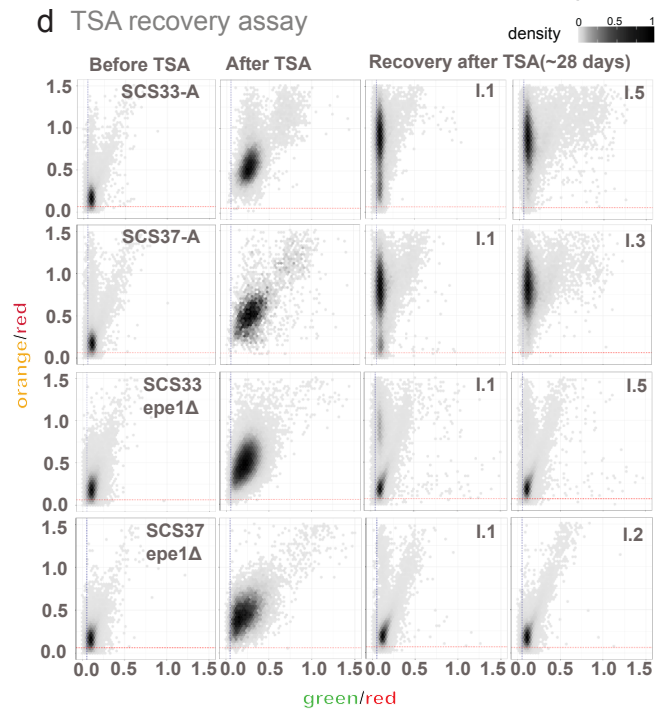 d TSA recovery assay
density 0 0.5 1
Before TSA After TSA Recovery after TSA(~28 days)
SCS33-A I.1 I.5
1.5
1.0
0.5
0.0
SCS37-A I.1 I.3
1.5
1.0
0.5
0.0
orange/red
SCS33
epe1Δ I.1 I.5
1.5
1.0
0.5
0.0
SCS37
epe1Δ I.1 I.2
1.5
1.0
0.5
0.0
0.0 0.5 1.0 1.5 0.0 0.5 1.0 1.5 0.0 0.5 1.0 1.5 0.0 0.5 1.0 1.5
green/red